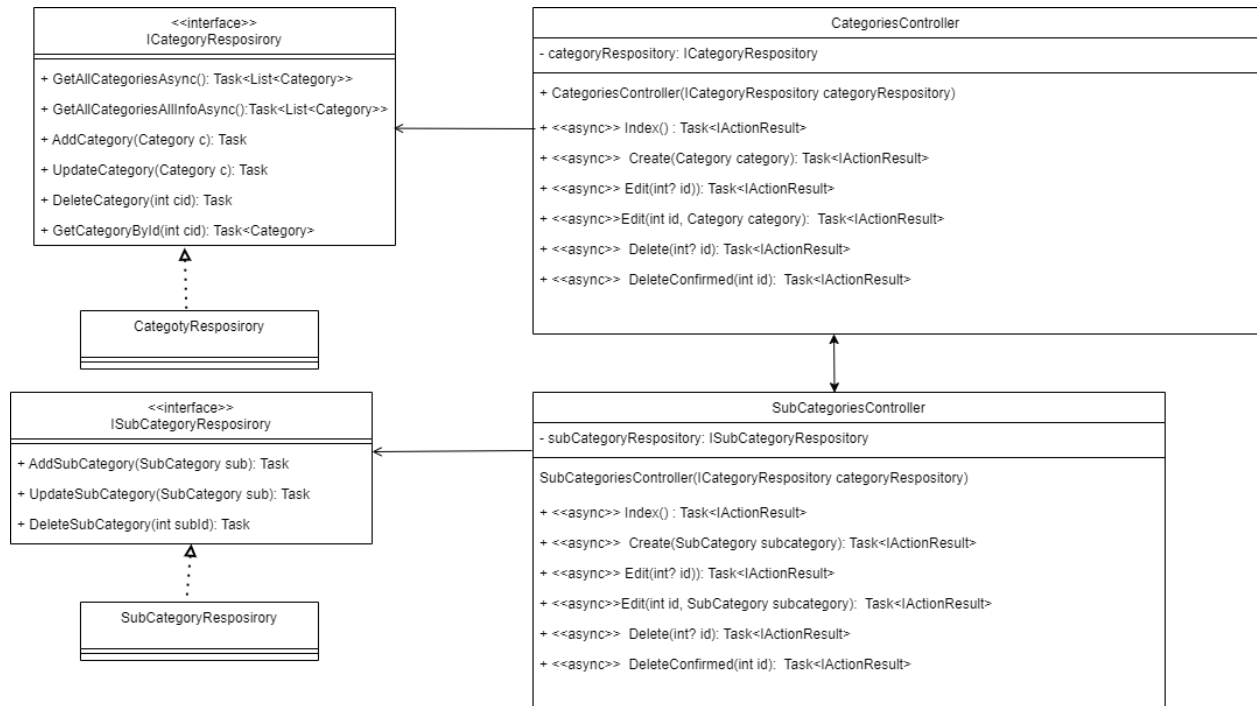 <<interface>>
ICategoryResposirory
+ GetAllCategoriesAsync(): Task<List<Category>>
+ GetAllCategoriesAllInfoAsync():Task<List<Category>>
+ AddCategory(Category c): Task
+ UpdateCategory(Category c): Task
+ DeleteCategory(int cid): Task
+ GetCategoryById(int cid): Task<Category>
CategotyResposirory
<<interface>>
ISubCategoryResposirory
+ AddSubCategory(SubCategory sub): Task
+ UpdateSubCategory(SubCategory sub): Task
+ DeleteSubCategory(int subId): Task
SubCategoryResposirory
CategoriesController
- categoryRespository: ICategoryRespository
+ CategoriesController(ICategoryRespository categoryRespository)
+ <<async>> Index() : Task<IActionResult>
+ <<async>>  Create(Category category): Task<IActionResult>
+ <<async>> Edit(int? id)): Task<IActionResult>
+ <<async>>Edit(int id, Category category):  Task<IActionResult>
+ <<async>>  Delete(int? id): Task<IActionResult>
+ <<async>>  DeleteConfirmed(int id):  Task<IActionResult>
SubCategoriesController
- subCategoryRespository: ISubCategoryRespository
SubCategoriesController(ICategoryRespository categoryRespository)
+ <<async>> Index() : Task<IActionResult>
+ <<async>>  Create(SubCategory subcategory): Task<IActionResult>
+ <<async>> Edit(int? id)): Task<IActionResult>
+ <<async>>Edit(int id, SubCategory subcategory):  Task<IActionResult>
+ <<async>>  Delete(int? id): Task<IActionResult>
+ <<async>>  DeleteConfirmed(int id):  Task<IActionResult>